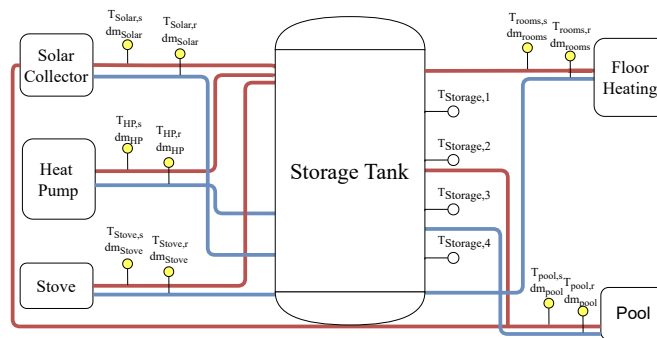 T_Solar,s
dm_Solar
T_Solar,r
dm_Solar
Solar
Collector
T_HP,s
dm_HP
T_HP,r
dm_HP
Heat
Pump
T_Stove,s
dm_Stove
T_Stove,r
dm_Stove
Stove
Storage Tank
T_Storage,1
T_Storage,2
T_Storage,3
T_Storage,4
T_rooms,s
dm_rooms
T_rooms,r
dm_rooms
Floor
Heating
T_pool,s
dm_pool
T_pool,r
dm_pool
Pool